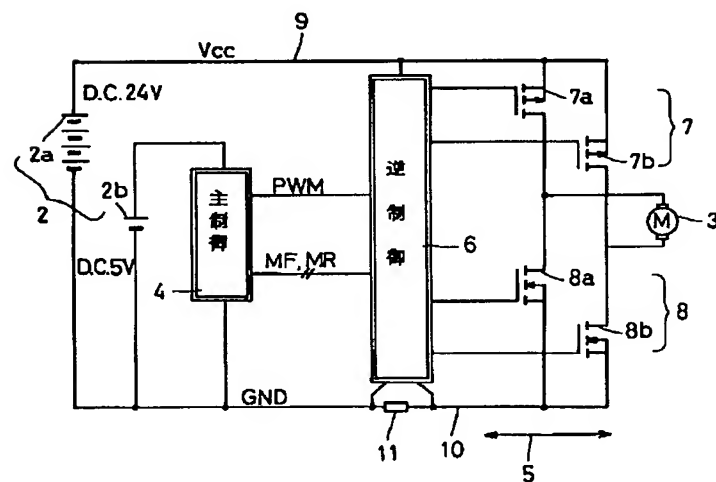 9
Vcc
D.C.24V
2a
2
2b
D.C.5V
主制御
4
PWM
MF, MR
逆制御
6
7a
7b
7
M
3
8a
8b
8
GND
11
10
5